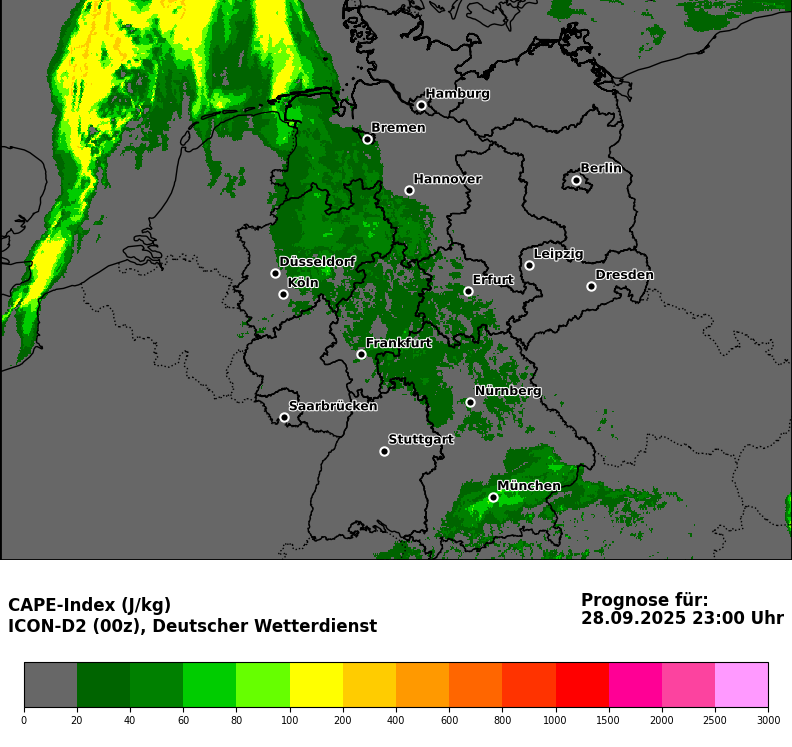 Hamburg
Bremen
Berlin
Hannover
Leipzig
Düsseldorf
Dresden
Köln
Erfurt
Frankfurt
Nürnberg
Saarbrücken
Stuttgart
München
CAPE-Index (J/kg)
ICON-D2 (00z), Deutscher Wetterdienst
Prognose für:
28.09.2025 23:00 Uhr
0 20 40 60 80 100 200 400 600 800 1000 1500 2000 2500 3000